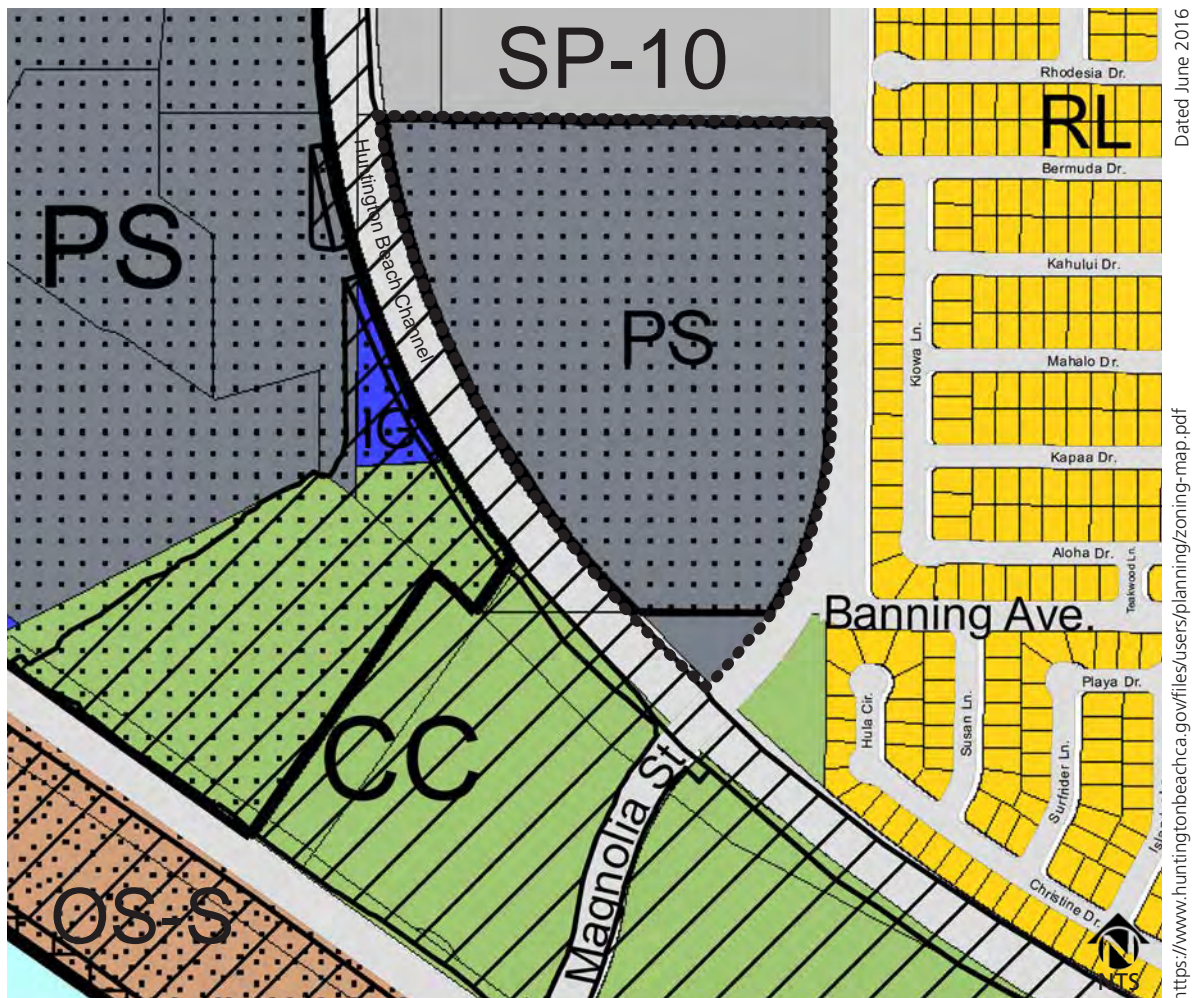 SP-10
Dated June 2016
Rhodesia Dr.
RL
Bermuda Dr.
Huntington Beach Channel
PS
Kahului Dr.
PS
Kiowa Ln.
Mahalo Dr.
IG
Kapaa Dr.
Aloha Dr.
Teakwood Ln.
Banning Ave.
Playa Dr.
Hula Cir.
Susan Ln.
Surfrider Ln.
CC
Magnolia St
Christine Dr.
OS-S
NTS
https://www.huntingtonbeachca.gov/files/users/planning/zoning-map.pdf